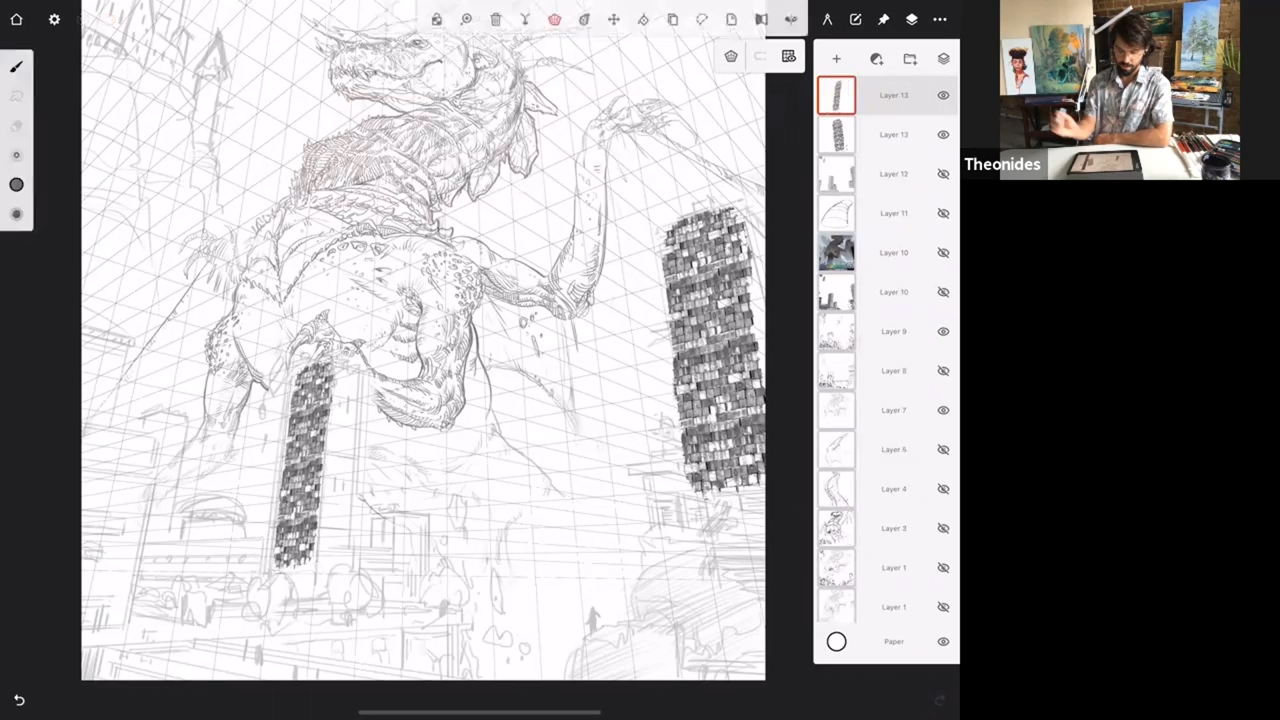 Layer 13
Layer 13
Layer 12
Layer 11
Layer 10
Layer 10
Layer 9
Layer 8
Layer 7
Layer 5
Layer 4
Layer 3
Layer 1
Layer 1
Paper
Theonides